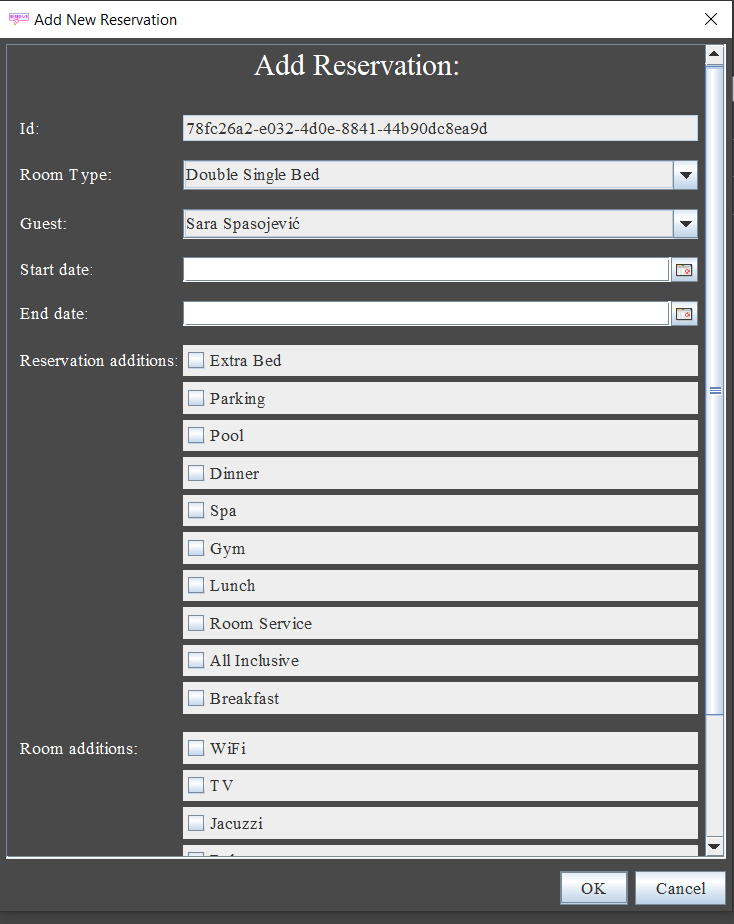 Add New Reservation
Add Reservation:
Id: 78fc26a2-e032-4d0e-8841-44b90dc8ea9d
Room Type: Double Single Bed
Guest: Sara Spasojević
Start date:
End date:
Reservation additions: Extra Bed
Parking
Pool
Dinner
Spa
Gym
Lunch
Room Service
All Inclusive
Breakfast
Room additions: WiFi
TV
Jacuzzi
OK Cancel